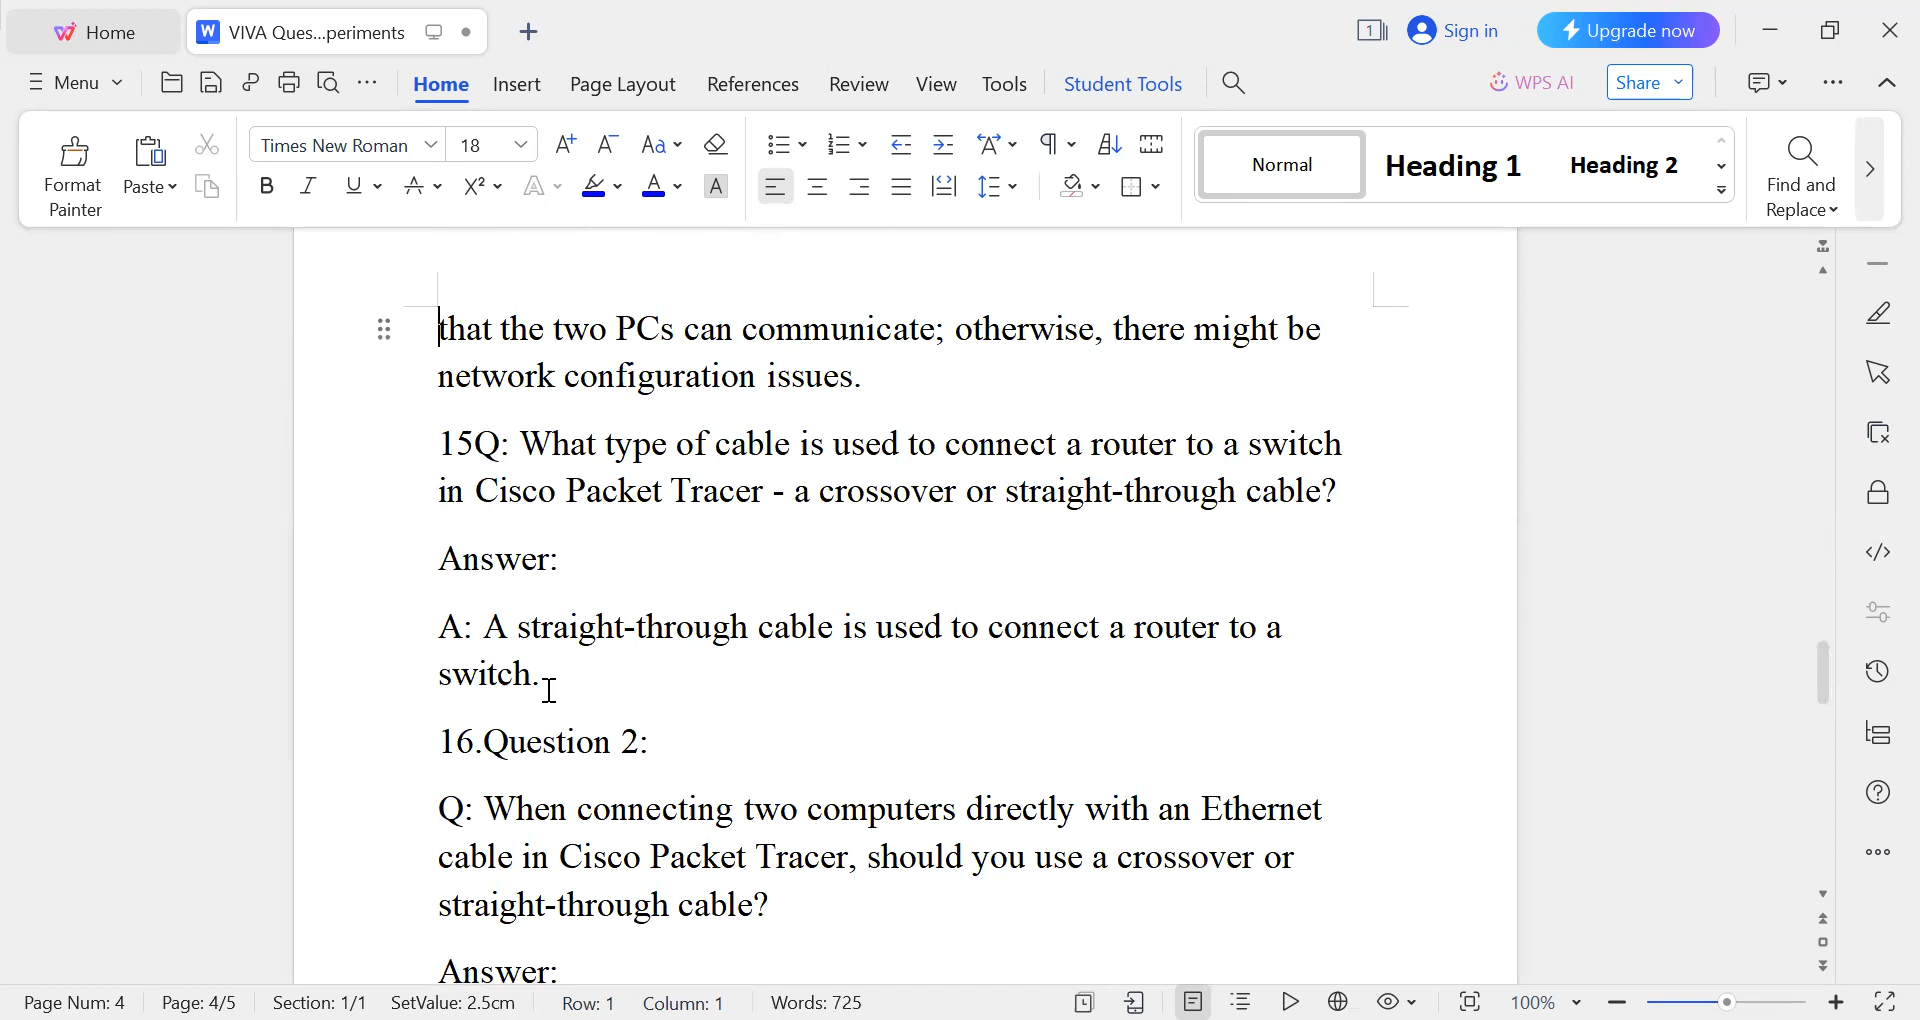 Home
VIVA Ques...periments
1
Sign in
Upgrade now
Menu
Home
Insert
Page Layout
References
Review
View
Tools
Student Tools
WPS AI
Share
Format
Painter
Paste
Times New Roman
18
Normal
Heading 1
Heading 2
Find and
Replace
that the two PCs can communicate; otherwise, there might be
network configuration issues.
15Q: What type of cable is used to connect a router to a switch
in Cisco Packet Tracer - a crossover or straight-through cable?
Answer:
A: A straight-through cable is used to connect a router to a
switch.
16.Question 2:
Q: When connecting two computers directly with an Ethernet
cable in Cisco Packet Tracer, should you use a crossover or
straight-through cable?
Answer:
Page Num: 4
Page: 4/5
Section: 1/1
SetValue: 2.5cm
Row: 1
Column: 1
Words: 725
100%